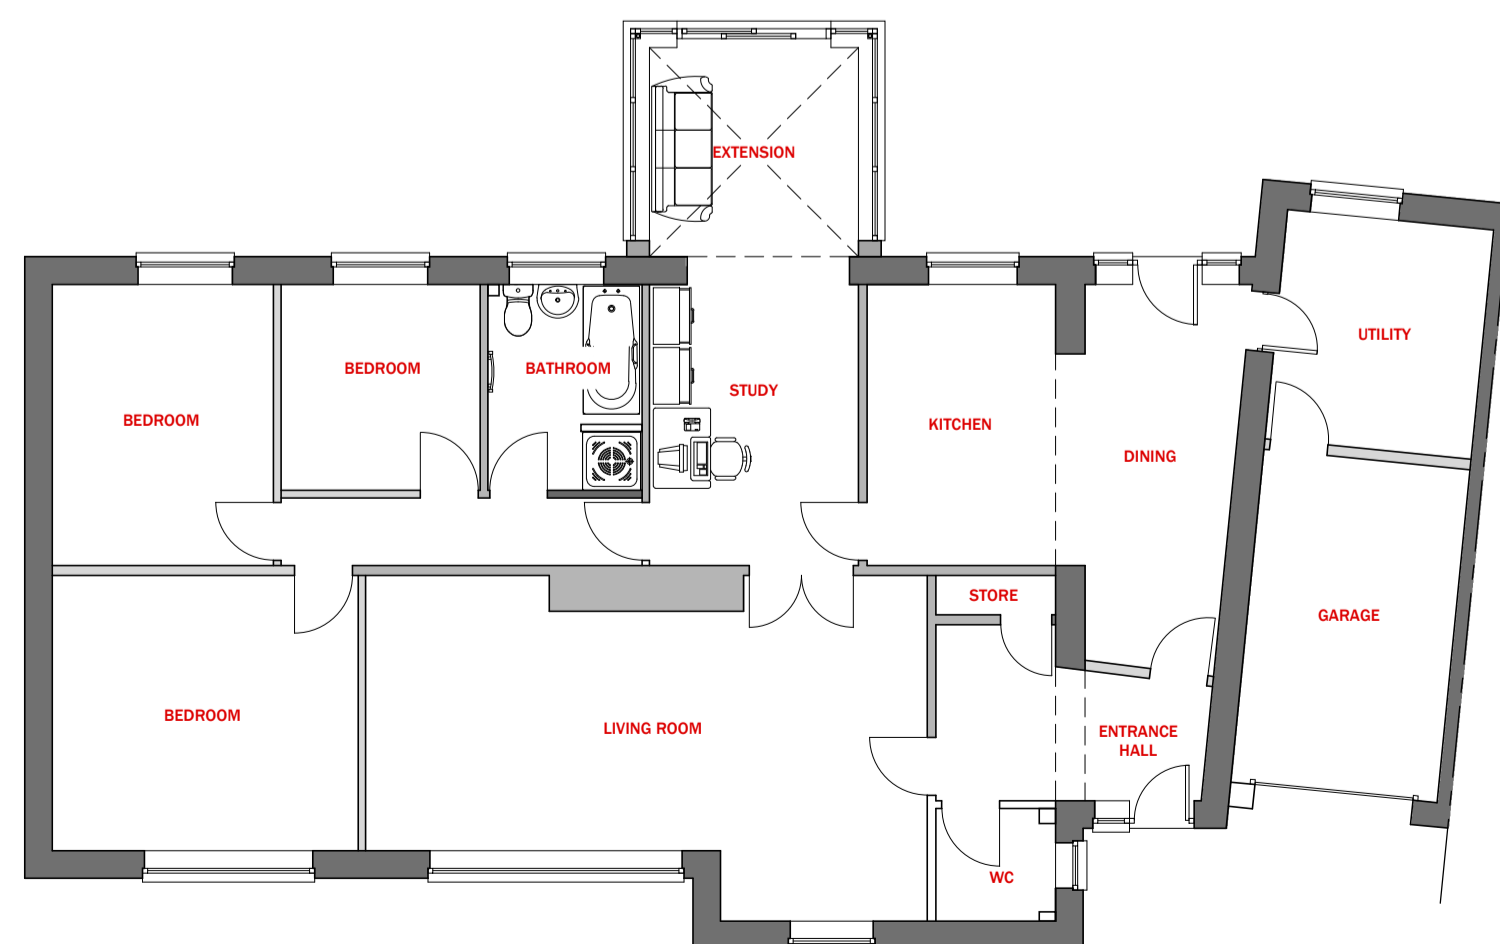 EXTENSION
UTILITY
BEDROOM
BATHROOM
STUDY
BEDROOM
KITCHEN
DINING
STORE
GARAGE
BEDROOM
LIVING ROOM
ENTRANCE
HALL
WC